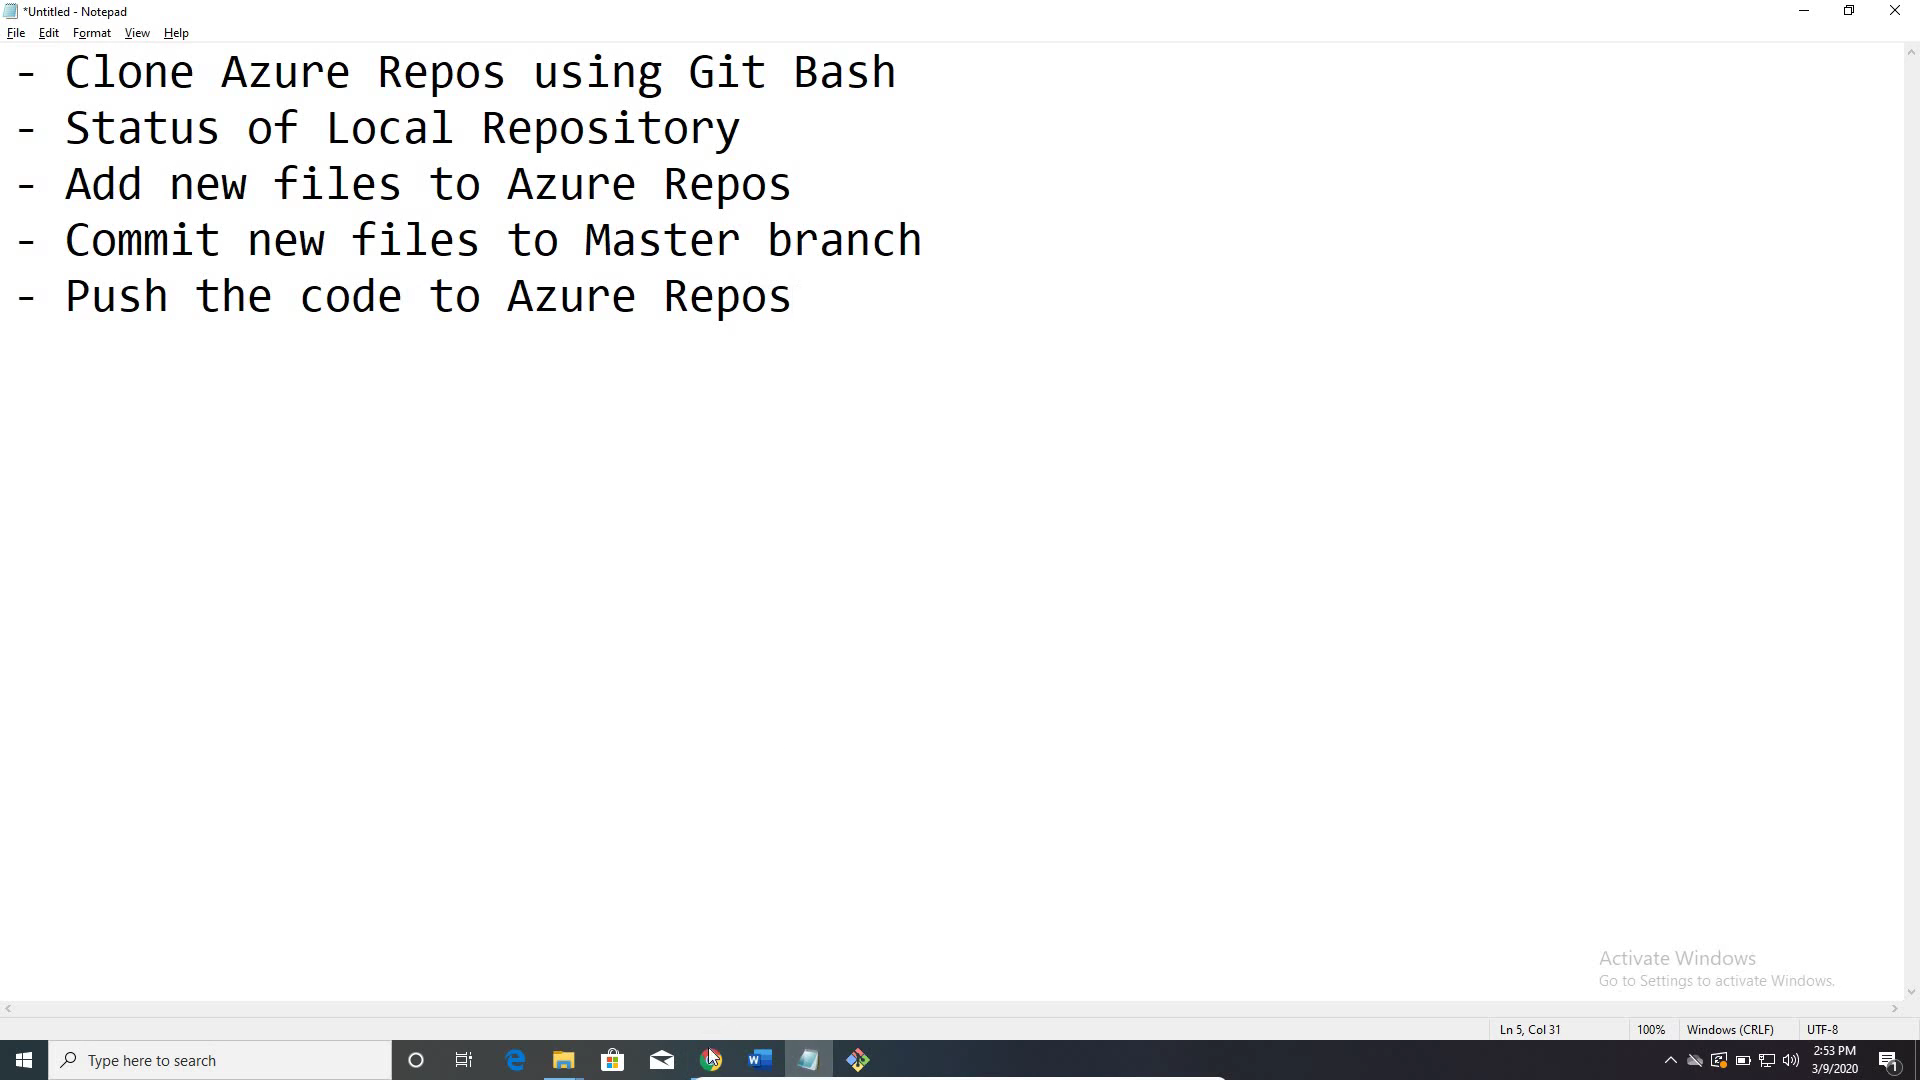 *Untitled - Notepad
File Edit Format View Help
- Clone Azure Repos using Git Bash
- Status of Local Repository
- Add new files to Azure Repos
- Commit new files to Master branch
- Push the code to Azure Repos
Activate Windows
Go to Settings to activate Windows.
Ln 5, Col 31 100% Windows (CRLF) UTF-8
Type here to search
2:53 PM
3/9/2020
1